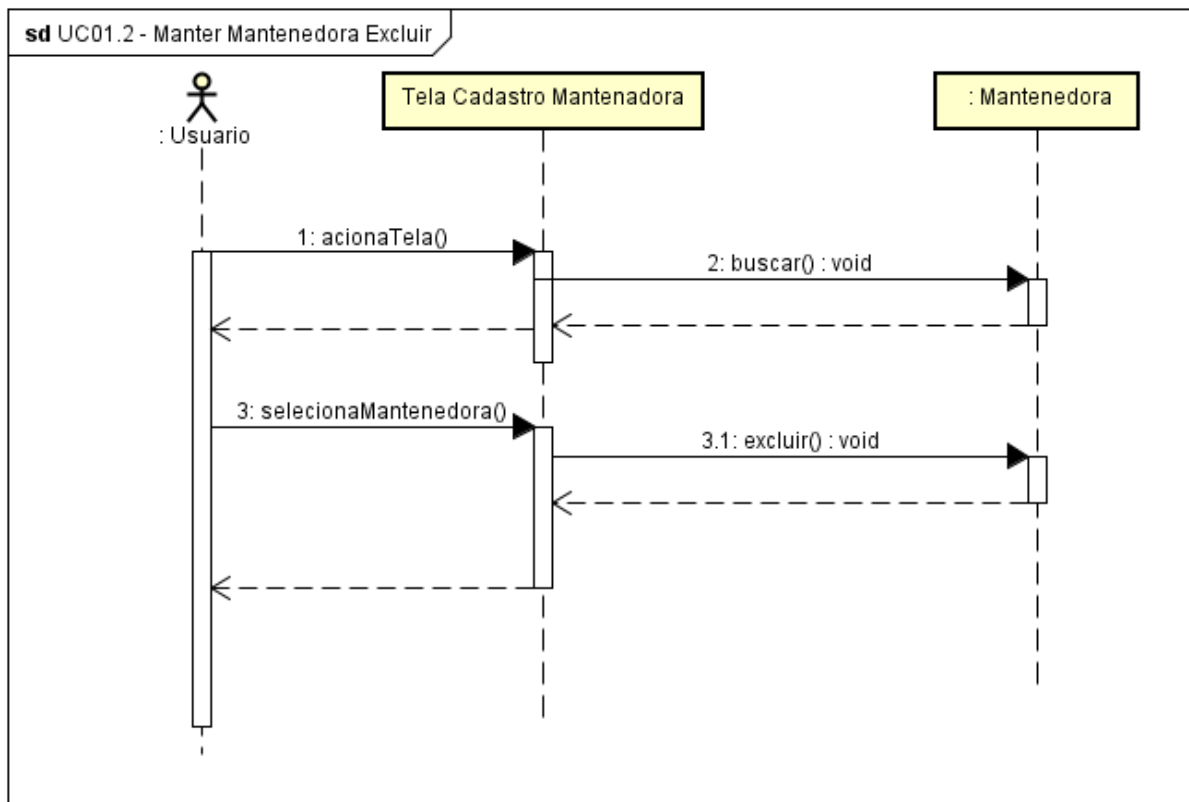 sd UC01.2 - Manter Mantenedora Excluir
: Usuario
Tela Cadastro Mantenadora
: Mantenedora
1: acionaTela()
2: buscar() : void
3: selecionaMantenedora()
3.1: excluir() : void